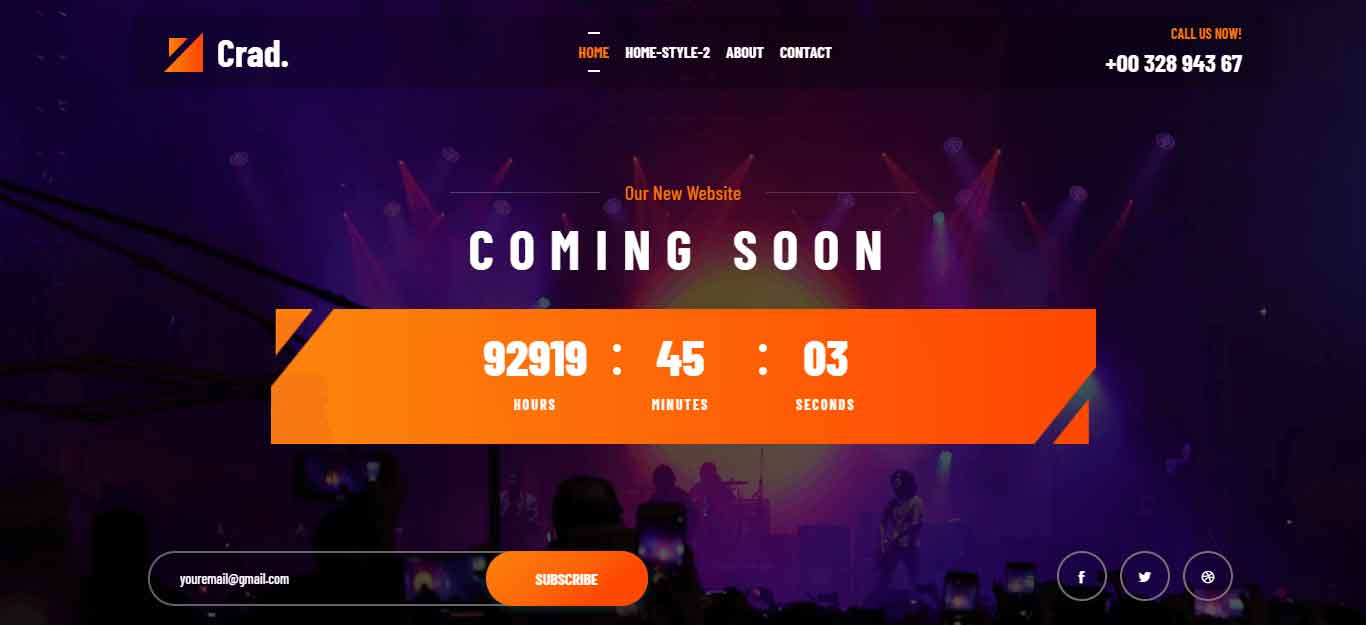 Crad.
HOME HOME-STYLE-2 ABOUT CONTACT
CALL US NOW!
+00 328 943 67
Our New Website
COMING SOON
92919 : 45 : 03
HOURS MINUTES SECONDS
youremail@gmail.com SUBSCRIBE